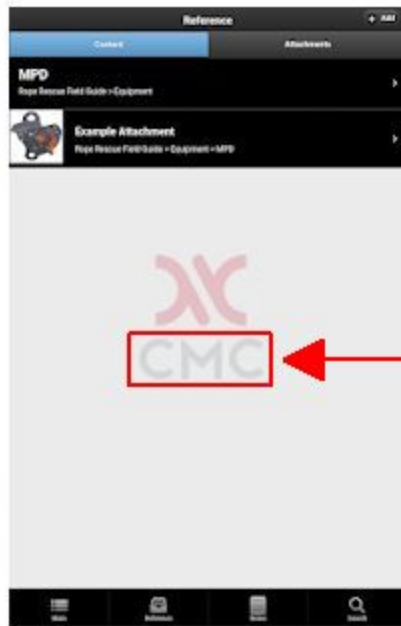 Reference
+ Add
Content
Attachments
MPD
Rope Rescue Field Guide > Equipment
Example Attachment
Rope Rescue Field Guide > Equipment > MPD
CMC
Main
Reference
Notes
Search